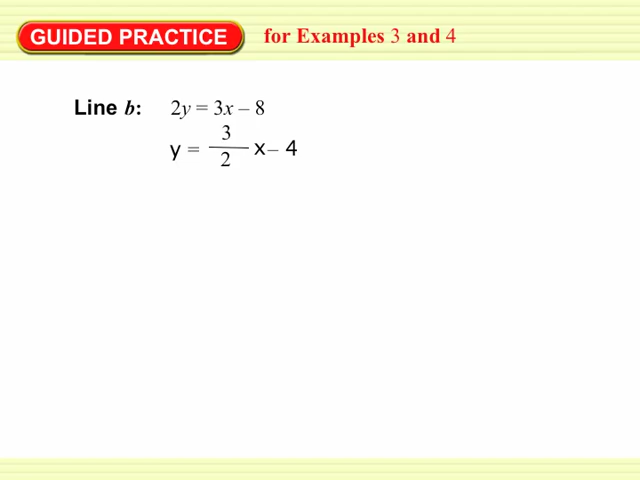 GUIDED PRACTICE for Examples 3 and 4
Line b: 2y = 3x – 8
y = 3/2 x – 4